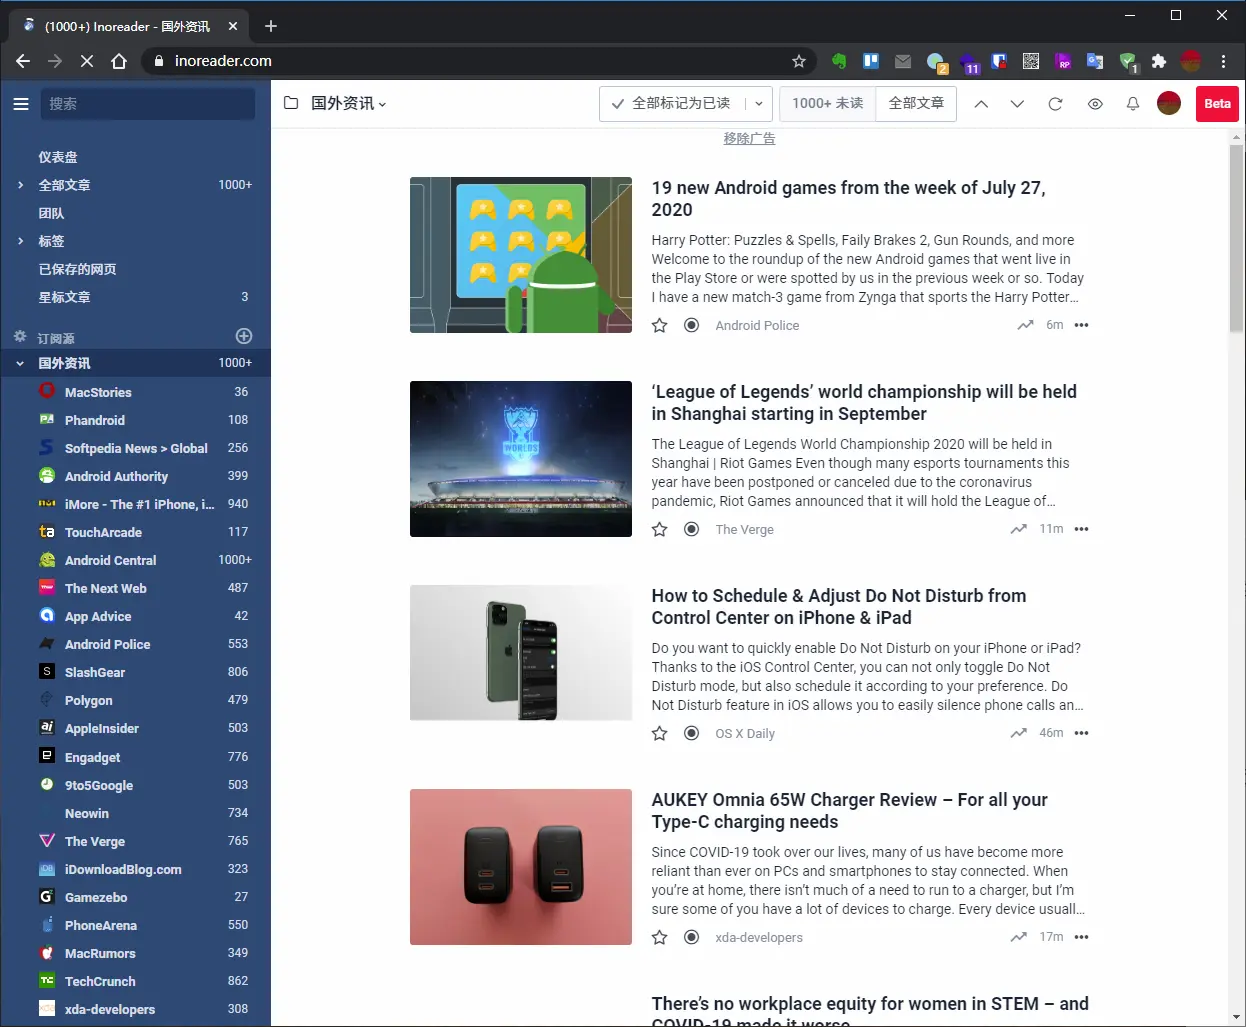 (1000+) Inoreader - 国外资讯
inoreader.com
2
11
RP
1
搜索
国外资讯
全部标记为已读
1000+ 未读
全部文章
Beta
仪表盘
全部文章 1000+
团队
标签
已保存的网页
星标文章 3
订阅源
国外资讯 1000+
MacStories 36
Phandroid 108
Softpedia News > Global 256
Android Authority 399
iMore - The #1 iPhone, i... 940
TouchArcade 117
Android Central 1000+
The Next Web 487
App Advice 42
Android Police 553
SlashGear 806
Polygon 479
AppleInsider 503
Engadget 776
9to5Google 503
Neowin 734
The Verge 765
iDownloadBlog.com 323
Gamezebo 27
PhoneArena 550
MacRumors 349
TechCrunch 862
xda-developers 308
移除广告
19 new Android games from the week of July 27,
2020
Harry Potter: Puzzles & Spells, Faily Brakes 2, Gun Rounds, and more
Welcome to the roundup of the new Android games that went live in
the Play Store or were spotted by us in the previous week or so. Today
I have a new match-3 game from Zynga that sports the Harry Potter…
Android Police 6m
WORLDS
‘League of Legends’ world championship will be held
in Shanghai starting in September
The League of Legends World Championship 2020 will be held in
Shanghai | Riot Games Even though many esports tournaments this
year have been postponed or canceled due to the coronavirus
pandemic, Riot Games announced that it will hold the League of…
The Verge 11m
How to Schedule & Adjust Do Not Disturb from
Control Center on iPhone & iPad
Do you want to quickly enable Do Not Disturb on your iPhone or iPad?
Thanks to the iOS Control Center, you can not only toggle Do Not
Disturb mode, but also schedule it according to your preference. Do
Not Disturb feature in iOS allows you to easily silence phone calls an…
OS X Daily 46m
AUKEY Omnia 65W Charger Review – For all your
Type-C charging needs
Since COVID-19 took over our lives, many of us have become more
reliant than ever on PCs and smartphones to stay connected. When
you’re at home, there isn’t much of a need to run to a charger, but I’m
sure some of you have a lot of devices to charge. Every device usuall…
xda-developers 17m
There’s no workplace equity for women in STEM – and
COVID-19 made it worse